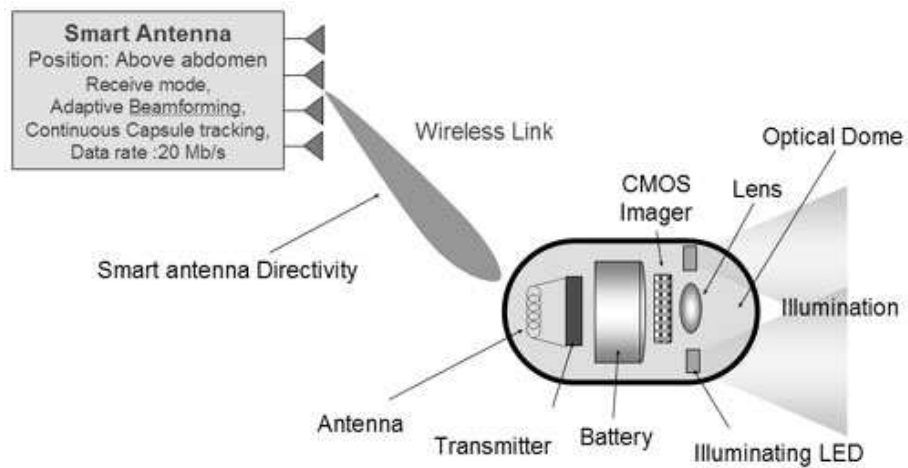 Smart Antenna
Position: Above abdomen
Receive mode,
Adaptive Beamforming,
Continuous Capsule tracking,
Data rate :20 Mb/s
Wireless Link
Optical Dome
CMOS
Imager
Lens
Smart antenna Directivity
Illumination
Antenna
Transmitter
Battery
Illuminating LED